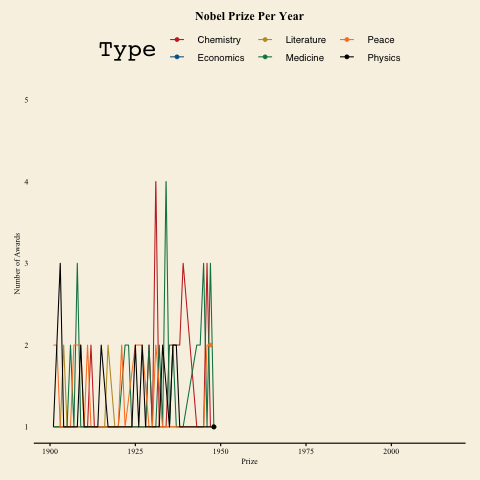 Nobel Prize Per Year
Type
Chemistry Literature Peace
Economics Medicine Physics
5
4
3
2
1
Number of Awards
1900 1925 1950 1975 2000
Prize